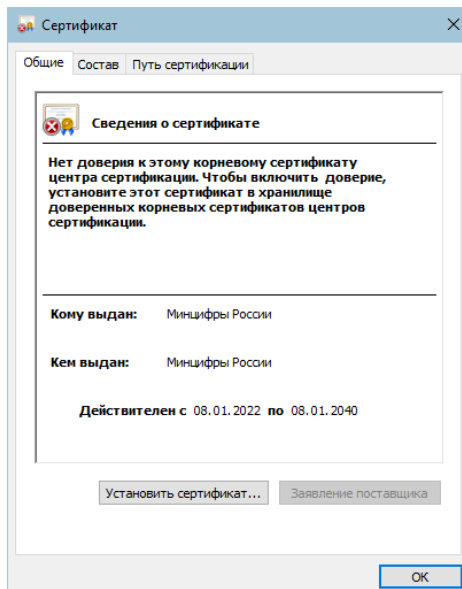 Сертификат
Общие Состав Путь сертификации
Сведения о сертификате
Нет доверия к этому корневому сертификату
центра сертификации. Чтобы включить доверие,
установите этот сертификат в хранилище
доверенных корневых сертификатов центров
сертификации.
Кому выдан: Минцифры России
Кем выдан: Минцифры России
Действителен с 08.01.2022 по 08.01.2040
Установить сертификат... Заявление поставщика
ОК